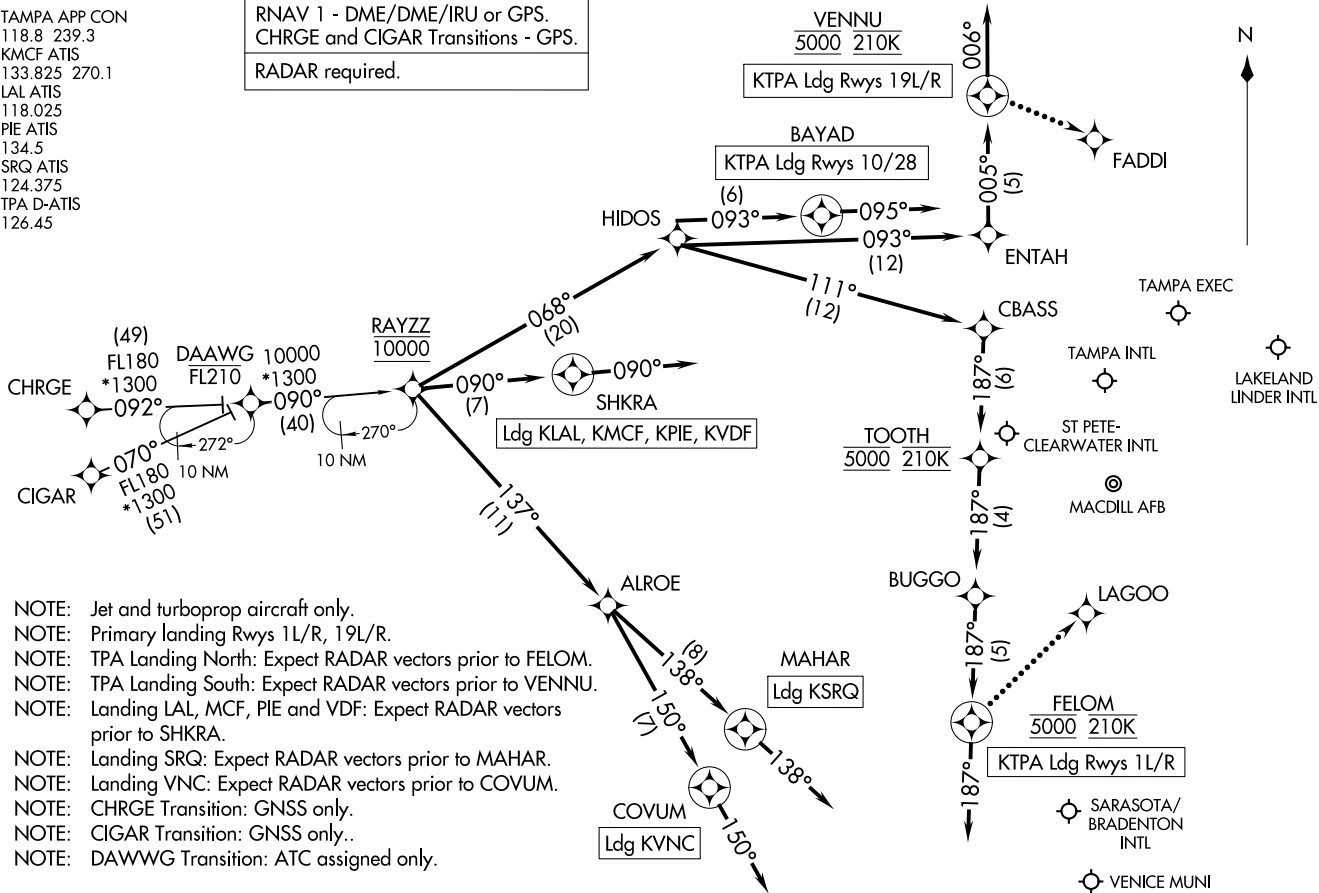 TAMPA APP CON
118.8 239.3
KMCF ATIS
133.825 270.1
LAL ATIS
118.025
PIE ATIS
134.5
SRQ ATIS
124.375
TPA D-ATIS
126.45
RNAV 1 - DME/DME/IRU or GPS.
CHRGE and CIGAR Transitions - GPS.
RADAR required.
VENNU
5000 210K
KTPA Ldg Rwys 19L/R
006°
N
FADDI
BAYAD
KTPA Ldg Rwys 10/28
005°
(5)
HIDOS
(6)
093°
095°
093°
(12)
ENTAH
111°
(12)
CBASS
TAMPA EXEC
TAMPA INTL
LAKELAND
LINDER INTL
068°
(20)
RAYZZ
10000
(49)
FL180
*1300
092°
CHRGE
DAAWG
FL210
10000
*1300
090°
(40)
272°
10 NM
270°
10 NM
070°
FL180
*1300
(51)
CIGAR
090°
(7)
090°
SHKRA
Ldg KLAL, KMCF, KPIE, KVDF
187°
(6)
TOOTH
5000 210K
ST PETE-
CLEARWATER INTL
MACDILL AFB
187°
(4)
137°
(11)
BUGGO
LAGOO
187°
(5)
ALROE
138°
(8)
MAHAR
Ldg KSRQ
138°
150°
(7)
COVUM
Ldg KVNC
150°
FELOM
5000 210K
KTPA Ldg Rwys 1L/R
187°
SARASOTA/
BRADENTON
INTL
VENICE MUNI
NOTE: Jet and turboprop aircraft only.
NOTE: Primary landing Rwys 1L/R, 19L/R.
NOTE: TPA Landing North: Expect RADAR vectors prior to FELOM.
NOTE: TPA Landing South: Expect RADAR vectors prior to VENNU.
NOTE: Landing LAL, MCF, PIE and VDF: Expect RADAR vectors
prior to SHKRA.
NOTE: Landing SRQ: Expect RADAR vectors prior to MAHAR.
NOTE: Landing VNC: Expect RADAR vectors prior to COVUM.
NOTE: CHRGE Transition: GNSS only.
NOTE: CIGAR Transition: GNSS only..
NOTE: DAWWG Transition: ATC assigned only.